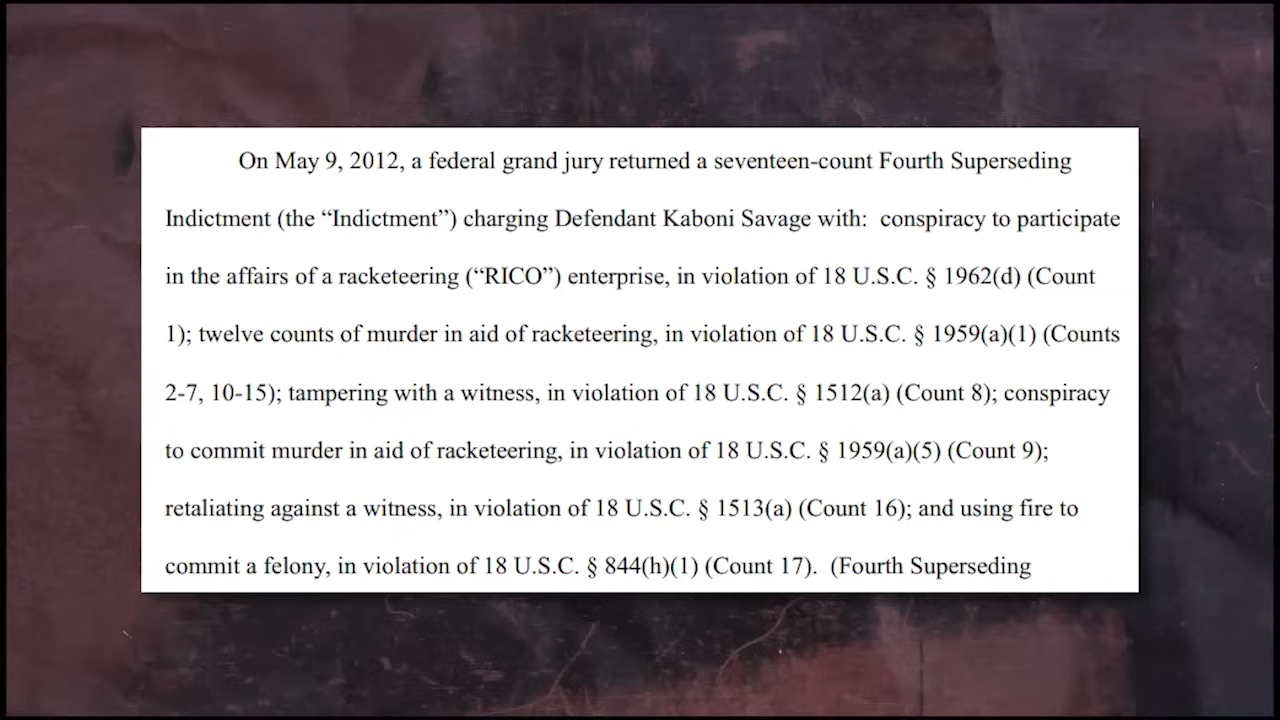 On May 9, 2012, a federal grand jury returned a seventeen-count Fourth Superseding
Indictment (the “Indictment”) charging Defendant Kaboni Savage with:  conspiracy to participate
in the affairs of a racketeering (“RICO”) enterprise, in violation of 18 U.S.C. § 1962(d) (Count
1); twelve counts of murder in aid of racketeering, in violation of 18 U.S.C. § 1959(a)(1) (Counts
2-7, 10-15); tampering with a witness, in violation of 18 U.S.C. § 1512(a) (Count 8); conspiracy
to commit murder in aid of racketeering, in violation of 18 U.S.C. § 1959(a)(5) (Count 9);
retaliating against a witness, in violation of 18 U.S.C. § 1513(a) (Count 16); and using fire to
commit a felony, in violation of 18 U.S.C. § 844(h)(1) (Count 17).  (Fourth Superseding